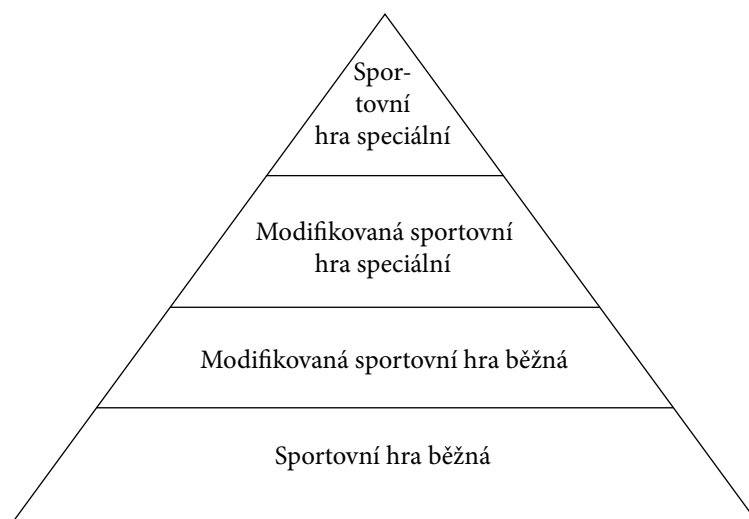 Spor-
tovní
hra speciální
Modifikovaná sportovní
hra speciální
Modifikovaná sportovní hra běžná
Sportovní hra běžná